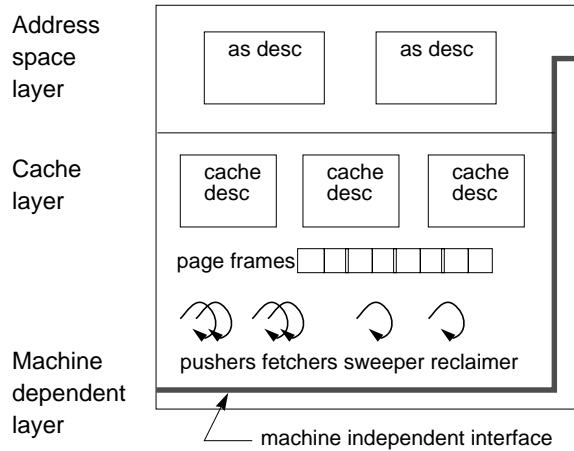 Address
space
layer
as desc
as desc
Cache
layer
cache
desc
cache
desc
cache
desc
page frames
pushers fetchers sweeper reclaimer
Machine
dependent
layer
machine independent interface